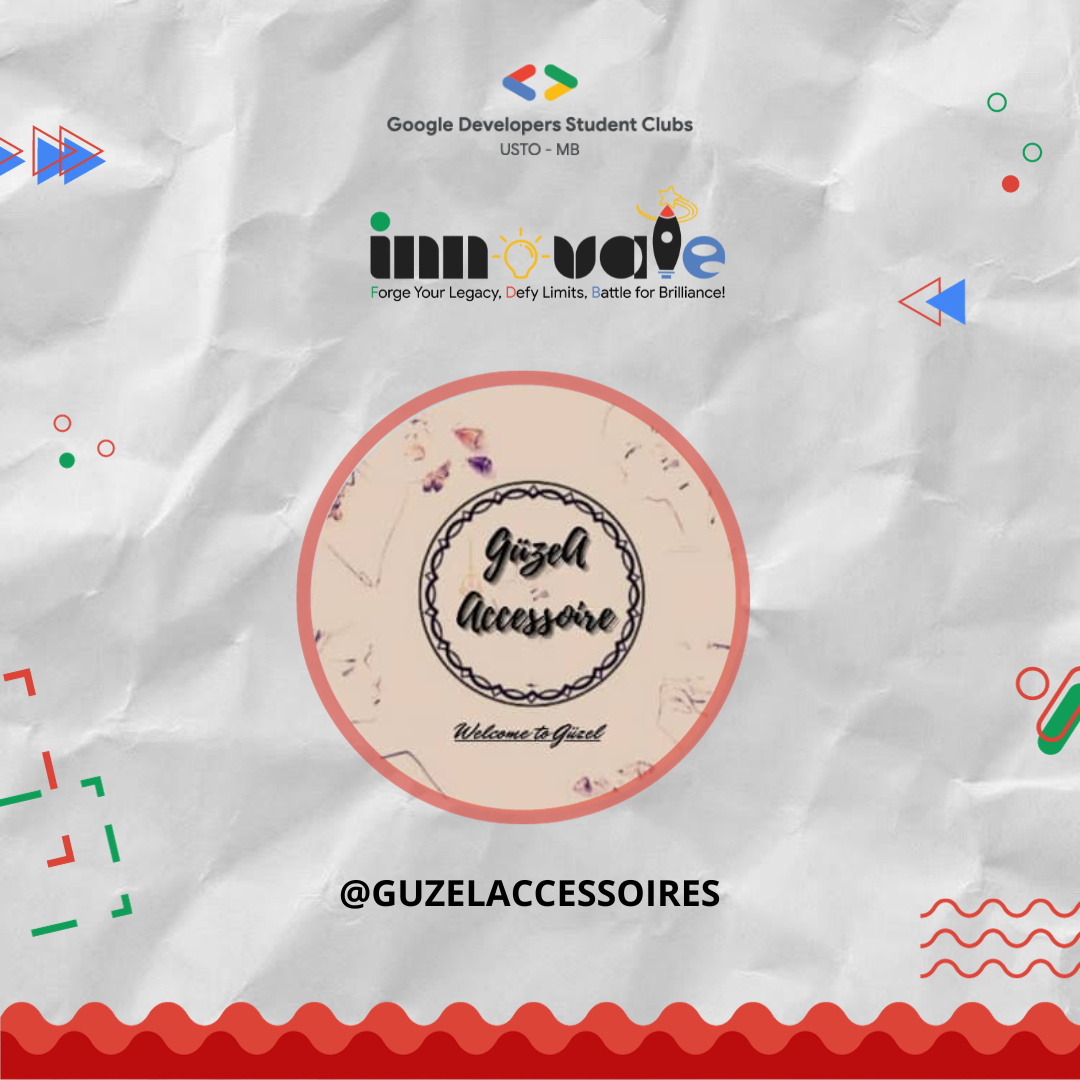 Google Developers Student Clubs
USTO - MB
innovate
Forge Your Legacy, Defy Limits, Battle for Brilliance!
Güzel
Accessoire
Welcome to Güzel
@GUZELACCESSOIRES